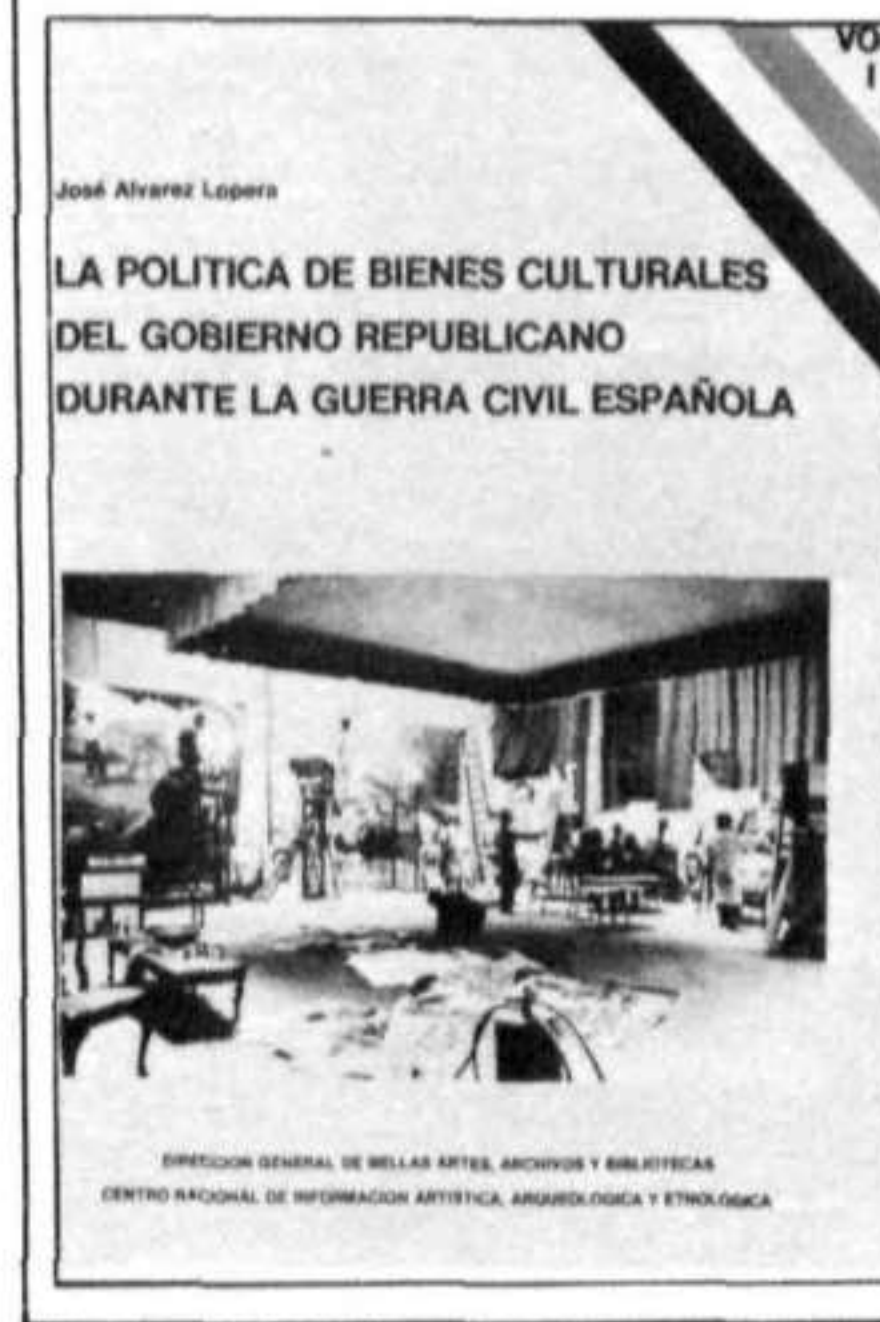 VO
I
José Alvarez Lopera
LA POLITICA DE BIENES CULTURALES
DEL GOBIERNO REPUBLICANO
DURANTE LA GUERRA CIVIL ESPAÑOLA
DIRECCION GENERAL DE BELLAS ARTES, ARCHIVOS Y BIBLIOTECAS
CENTRO NACIONAL DE INFORMACION ARTISTICA, ARQUEOLOGICA Y ETNOLOGICA